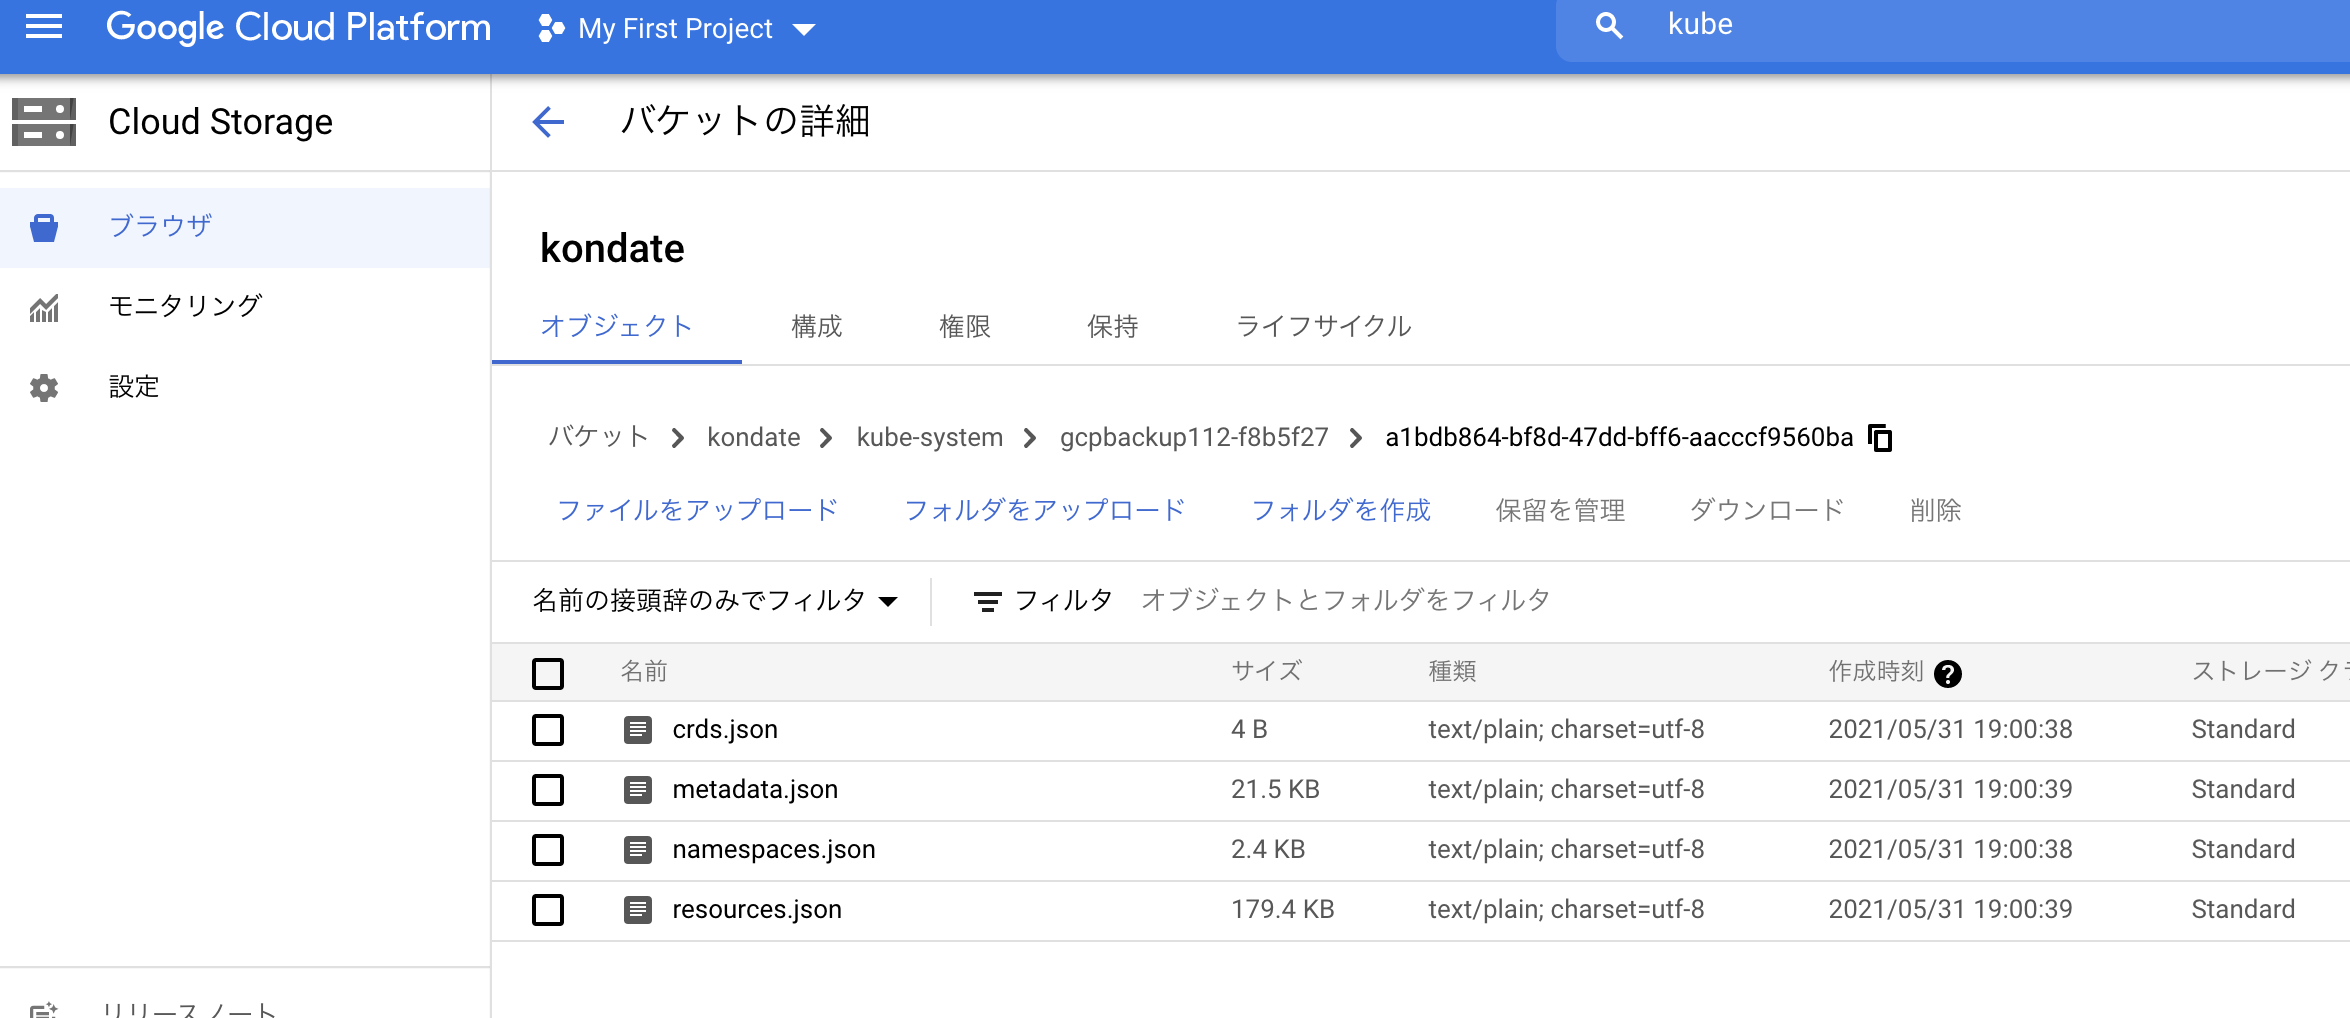 Google Cloud Platform My First Project kube
Cloud Storage
バケットの詳細
ブラウザ
モニタリング
設定
リリースノート
kondate
オブジェクト 構成 権限 保持 ライフサイクル
バケット kondate kube-system gcpbackup112-f8b5f27 a1bdb864-bf8d-47dd-bff6-aacccf9560ba
ファイルをアップロード フォルダをアップロード フォルダを作成 保留を管理 ダウンロード 削除
名前の接頭辞のみでフィルタ フィルタ オブジェクトとフォルダをフィルタ
名前 サイズ 種類 作成時刻 ? ストレージ ク
crds.json 4 B text/plain; charset=utf-8 2021/05/31 19:00:38 Standard
metadata.json 21.5 KB text/plain; charset=utf-8 2021/05/31 19:00:39 Standard
namespaces.json 2.4 KB text/plain; charset=utf-8 2021/05/31 19:00:38 Standard
resources.json 179.4 KB text/plain; charset=utf-8 2021/05/31 19:00:39 Standard